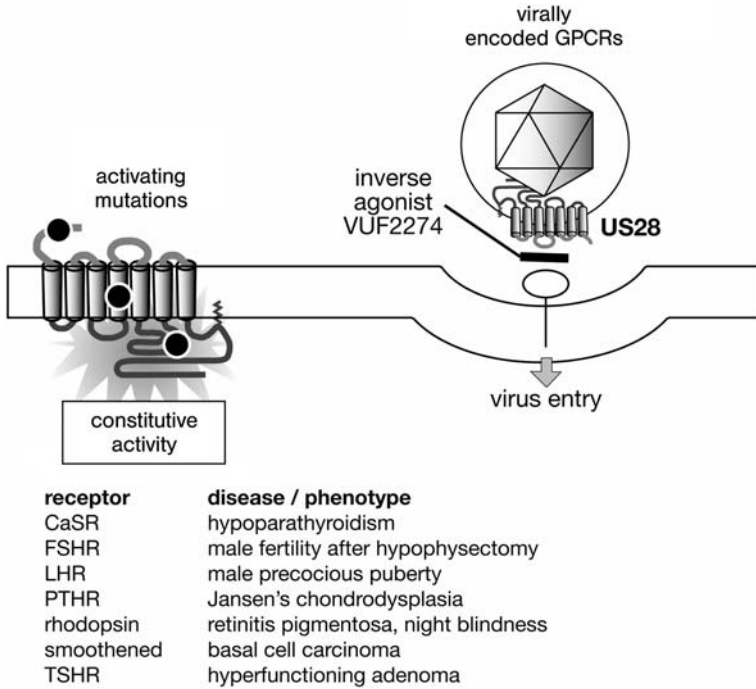 virally
encoded GPCRs
activating
mutations
inverse
agonist
VUF2274
US28
virus entry
constitutive
activity
receptor disease / phenotype
CaSR hypoparathyroidism
FSHR male fertility after hypophysectomy
LHR male precocious puberty
PTHR Jansen's chondrodysplasia
rhodopsin retinitis pigmentosa, night blindness
smoothened basal cell carcinoma
TSHR hyperfunctioning adenoma